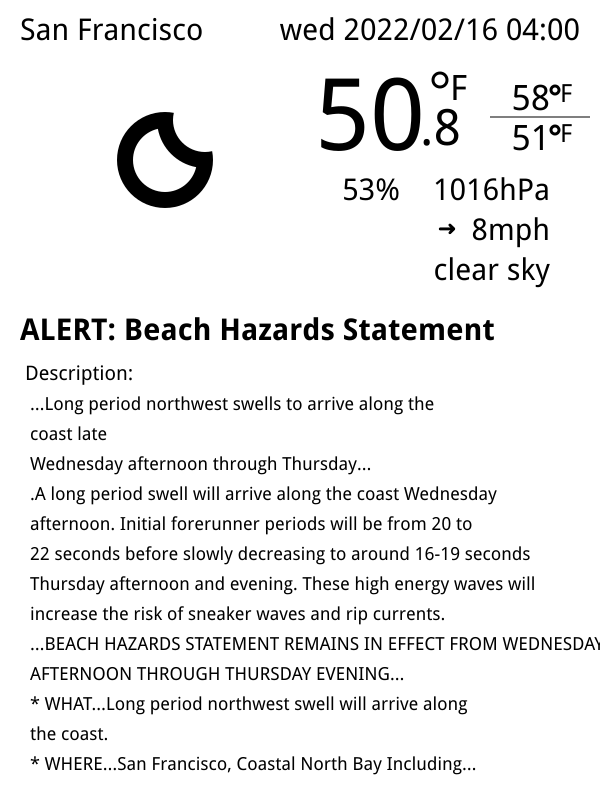 San Francisco wed 2022/02/16 04:00
50.8°F 58°F
51°F
53% 1016hPa
→ 8mph
clear sky
ALERT: Beach Hazards Statement
Description:
...Long period northwest swells to arrive along the
coast late
Wednesday afternoon through Thursday...
.A long period swell will arrive along the coast Wednesday
afternoon. Initial forerunner periods will be from 20 to
22 seconds before slowly decreasing to around 16-19 seconds
Thursday afternoon and evening. These high energy waves will
increase the risk of sneaker waves and rip currents.
...BEACH HAZARDS STATEMENT REMAINS IN EFFECT FROM WEDNESDAY
AFTERNOON THROUGH THURSDAY EVENING...
* WHAT...Long period northwest swell will arrive along
the coast.
* WHERE...San Francisco, Coastal North Bay Including...